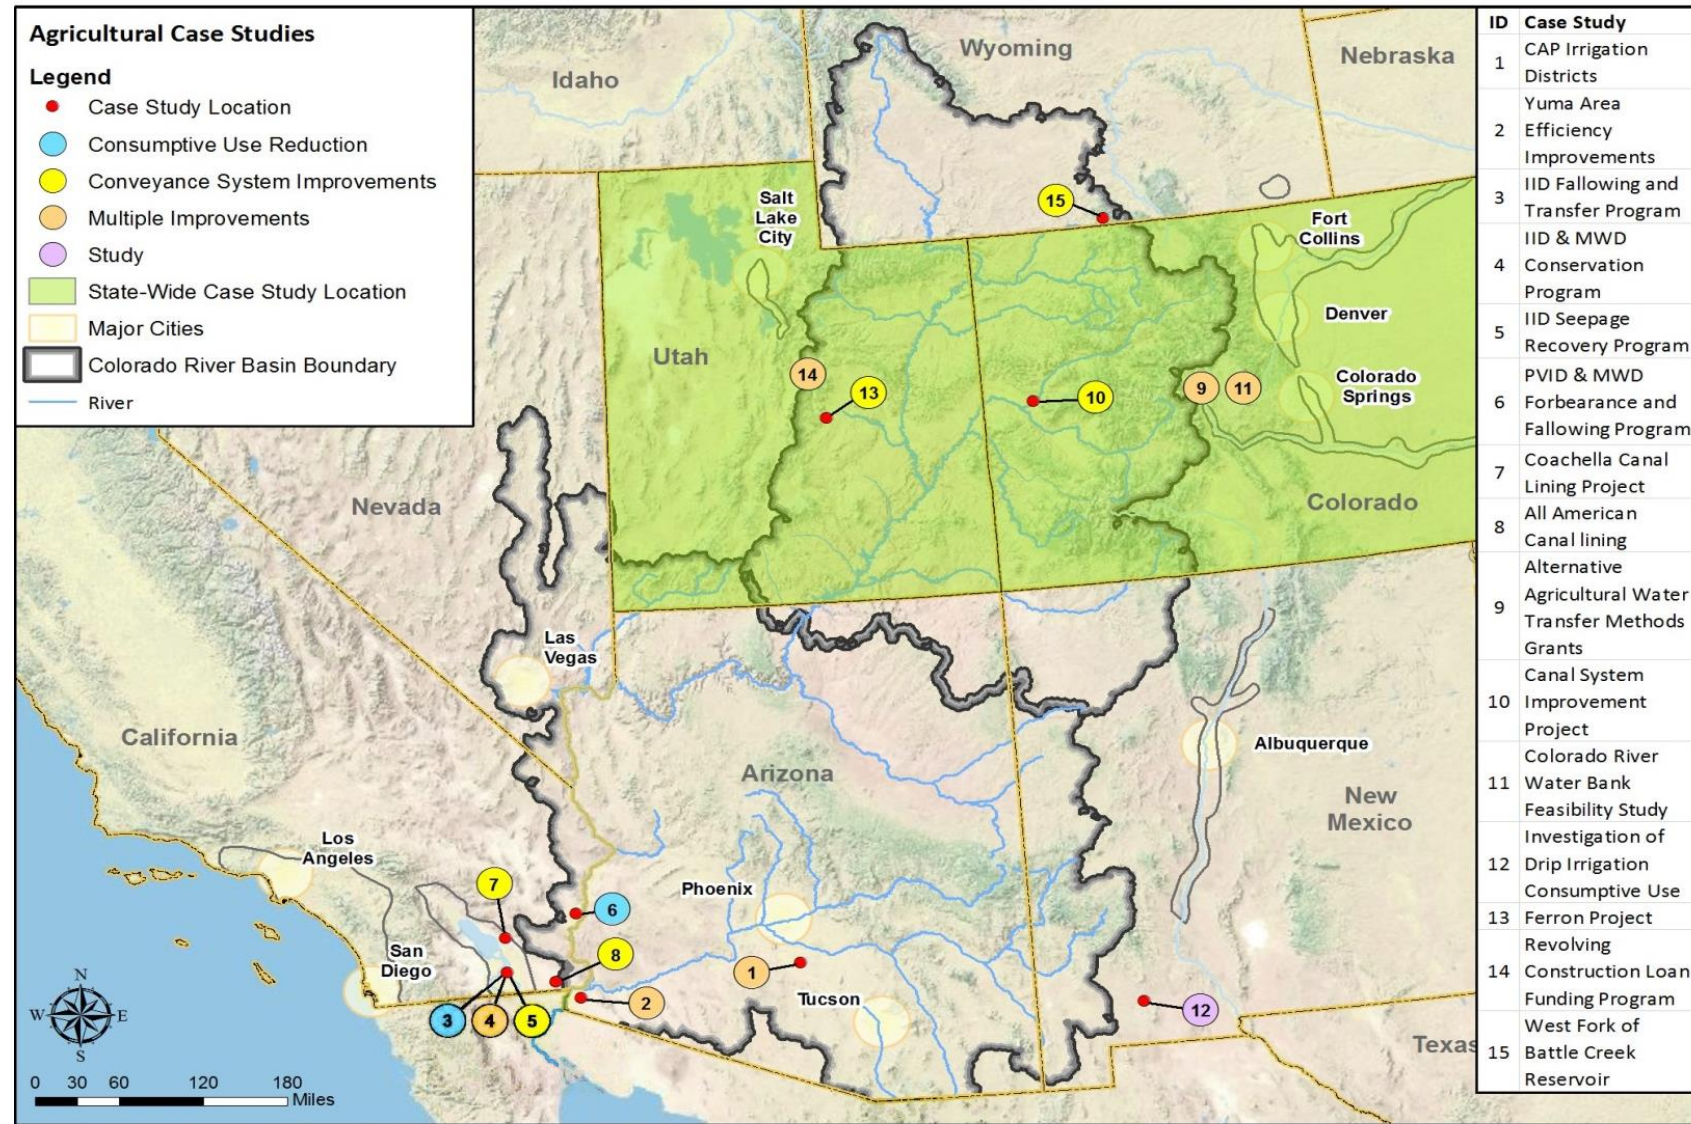 Agricultural Case Studies
Legend
Case Study Location
Consumptive Use Reduction
Conveyance System Improvements
Multiple Improvements
Study
State-Wide Case Study Location
Major Cities
Colorado River Basin Boundary
River
Idaho
Wyoming
Nebraska
Salt
Lake
City
15
Fort
Collins
Denver
Utah
14
13
10
9
11
Colorado
Springs
Nevada
Colorado
Las
Vegas
California
Arizona
Albuquerque
New
Mexico
Los
Angeles
7
Phoenix
6
San
Diego
8
1
Tucson
2
12
3
4
5
Texas
N
W
E
S
0 30 60 120 180
Miles
ID Case Study
1 CAP Irrigation
Districts
2 Yuma Area
Efficiency
Improvements
3 IID Fallowing and
Transfer Program
4 IID & MWD
Conservation
Program
5 IID Seepage
Recovery Program
6 PVID & MWD
Forbearance and
Fallowing Program
7 Coachella Canal
Lining Project
8 All American
Canal lining
9 Alternative
Agricultural Water
Transfer Methods
Grants
10 Canal System
Improvement
Project
11 Colorado River
Water Bank
Feasibility Study
12 Investigation of
Drip Irrigation
Consumptive Use
13 Ferron Project
14 Revolving
Construction Loan
Funding Program
15 West Fork of
Battle Creek
Reservoir